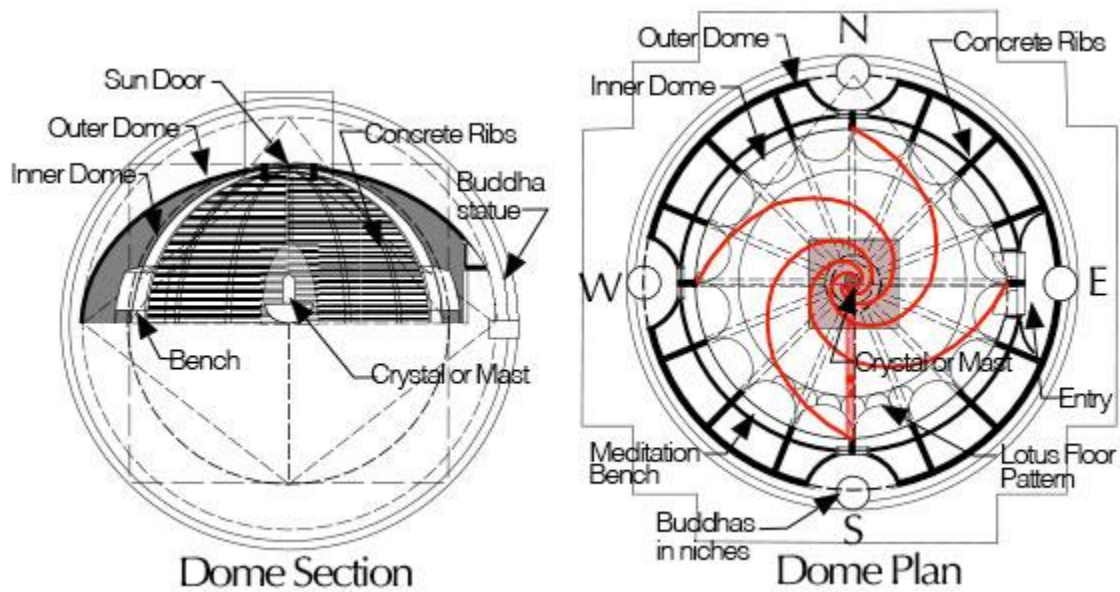 Sun Door
Outer Dome
Concrete Ribs
Inner Dome
Buddha
statue
Bench
Crystal or Mast
Dome Section
N
Outer Dome
Concrete Ribs
Inner Dome
W
E
Crystal or Mast
Entry
Meditation
Bench
Lotus Floor
Pattern
Buddhas
in niches
S
Dome Plan